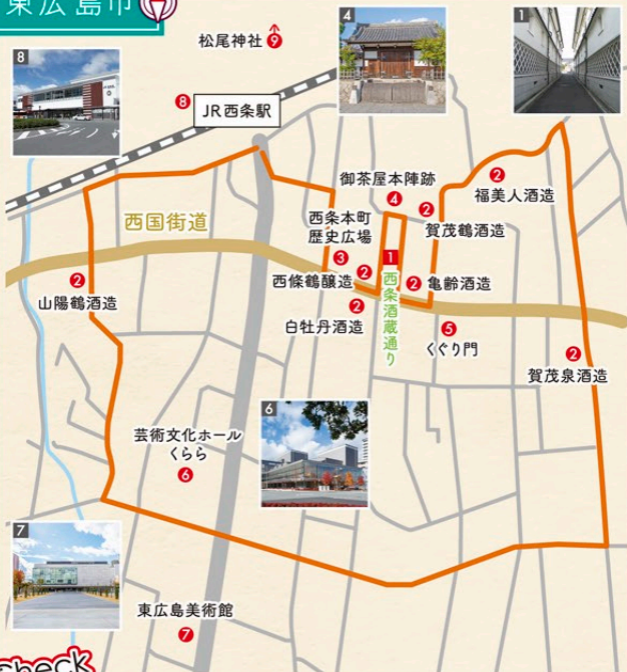 東広島市
8
松尾神社 9
4
1
8 JR西条駅
2
福美人酒造
御茶屋本陣跡
4
2
賀茂鶴酒造
西国街道
西条本町
歴史広場
3
1
西条酒蔵通り
西條鶴醸造 2
2 亀齢酒造
2
山陽鶴酒造
2
白牡丹酒造
5
くぐり門
2
賀茂泉酒造
6
芸術文化ホール
くらら
6
7
東広島美術館
7
check